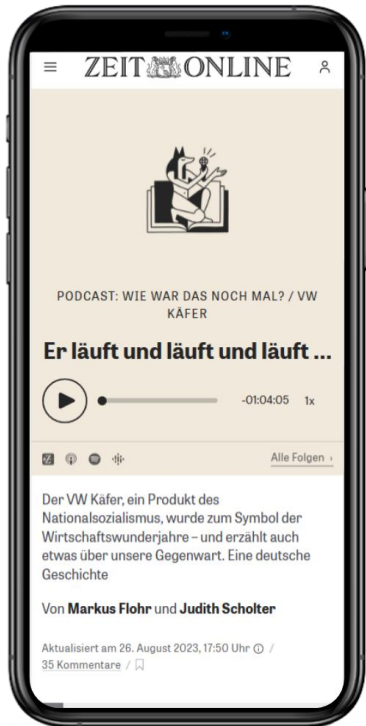 ZEIT ONLINE
PODCAST: WIE WAR DAS NOCH MAL? / VW
KÄFER
Er läuft und läuft und läuft ...
-01:04:05 1x
Alle Folgen ›
Der VW Käfer, ein Produkt des
Nationalsozialismus, wurde zum Symbol der
Wirtschaftswunderjahre – und erzählt auch
etwas über unsere Gegenwart. Eine deutsche
Geschichte
Von Markus Flohr und Judith Scholter
Aktualisiert am 26. August 2023, 17:50 Uhr /
35 Kommentare /